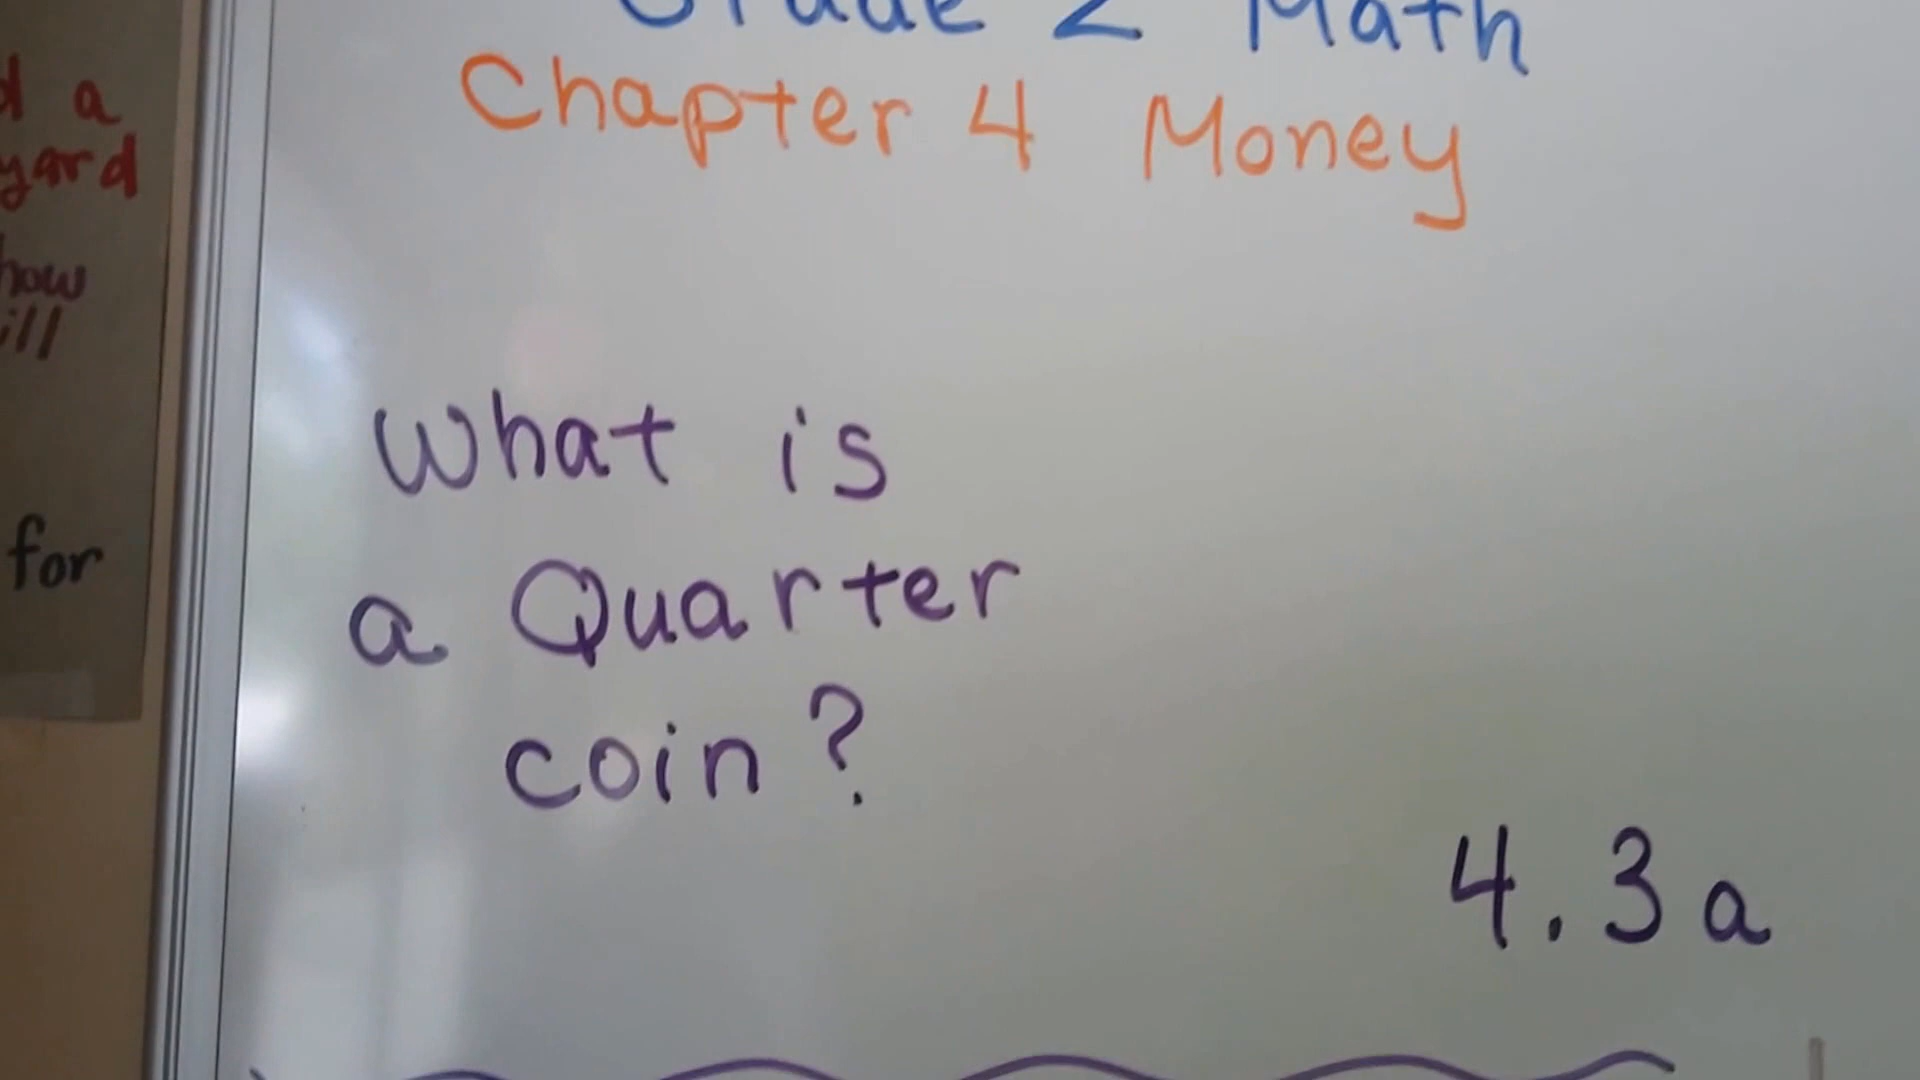 Grade 2 Math
Chapter 4 Money
What is
a Quarter
coin?
4.3a
d a
yard
how
ill
for